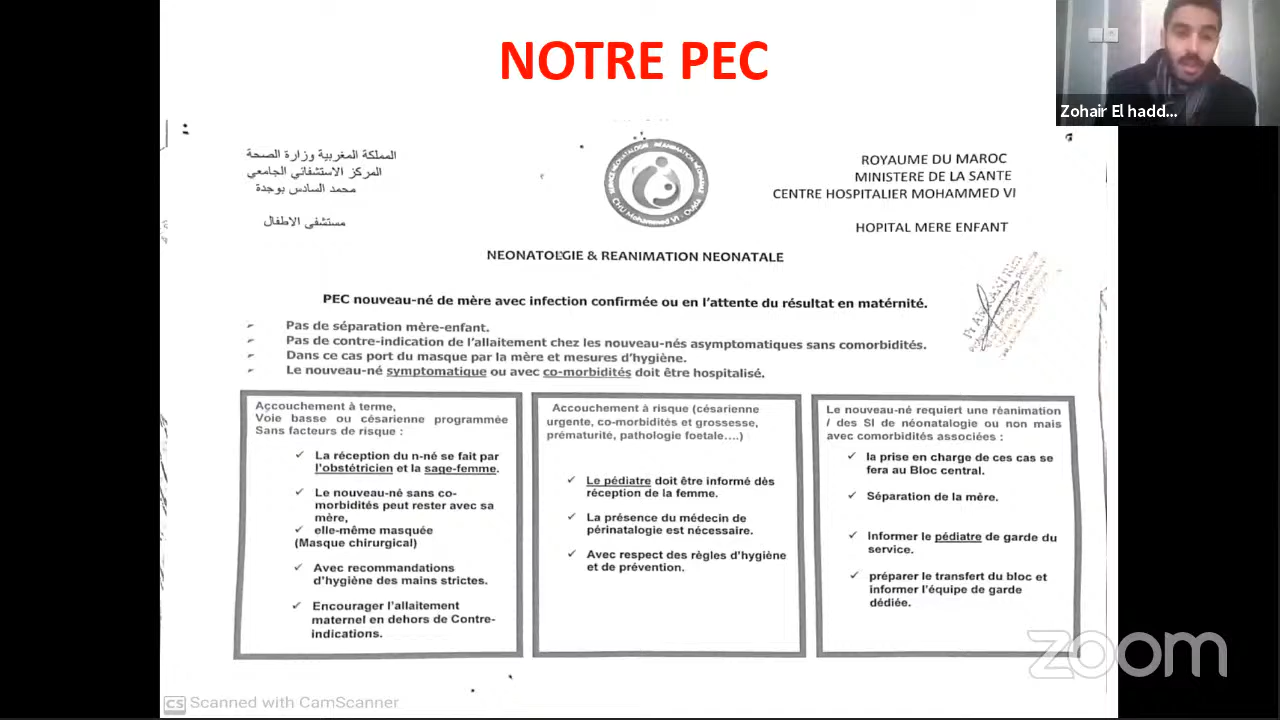 NOTRE PEC
Zohair El hadd...
المملكة المغربية وزارة الصحة
المركز الاستشفائي الجامعي
محمد السادس بوجدة
مستشفى الاطفال
SERVICE NÉONATOLOGIE - RÉANIMATION NÉONATALE
CHU Mohammed VI - Oujda
ROYAUME DU MAROC
MINISTERE DE LA SANTE
CENTRE HOSPITALIER MOHAMMED VI
HOPITAL MERE ENFANT
NEONATOLGIE & REANIMATION NEONATALE
PEC nouveau-né de mère avec infection confirmée ou en l'attente du résultat en matérnité.
➢ Pas de séparation mère-enfant.
➢ Pas de contre-indication de l'allaitement chez les nouveau-nés asymptomatiques sans comorbidités.
➢ Dans ce cas port du masque par la mère et mesures d'hygiène.
➢ Le nouveau-né symptomatique ou avec co-morbidités doit être hospitalisé.
Accouchement à terme,
Voie basse ou césarienne programmée
Sans facteurs de risque :
✓ La réception du n-né se fait par
l'obstétricien et la sage-femme.
✓ Le nouveau-né sans co-
morbidités peut rester avec sa
mère,
✓ elle-même masquée
(Masque chirurgical)
✓ Avec recommandations
d'hygiène des mains strictes.
✓ Encourager l'allaitement
maternel en dehors de Contre-
indications.
Accouchement à risque (césarienne
urgente, co-morbidités et grossesse,
prématurité, pathologie foetale....)
✓ Le pédiatre doit être informé dès
réception de la femme.
✓ La présence du médecin de
périnatalogie est nécessaire.
✓ Avec respect des règles d'hygiène
et de prévention.
Le nouveau-né requiert une réanimation
/ des SI de néonatalogie ou non mais
avec comorbidités associées :
✓ la prise en charge de ces cas se
fera au Bloc central.
✓ Séparation de la mère.
✓ Informer le pédiatre de garde du
service.
✓ préparer le transfert du bloc et
informer l'équipe de garde
dédiée.
zoom
CS Scanned with CamScanner